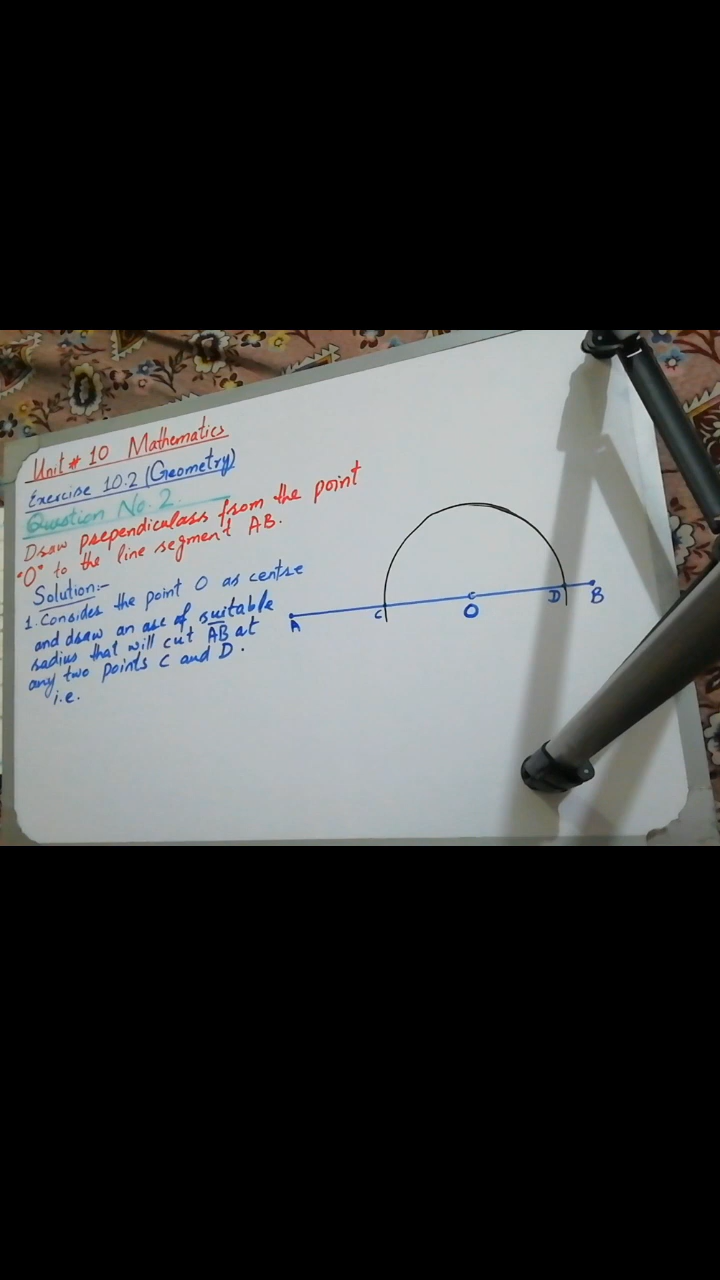 Unit # 10 Mathematics
Exercise 10.2 (Geometry)
Question No. 2.
Draw prependiculars from the point
"O" to the line segment AB.
Solution:-
1. Consider the point O as centre
and draw an arc of suitable
radius that will cut AB at
any two points C and D.
i.e.
A C O D B